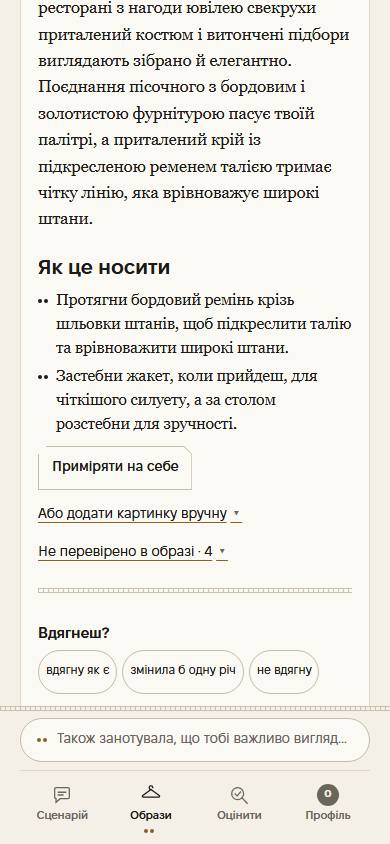 ресторані з нагоди ювілею свекрухи
приталений костюм і витончені підбори
виглядають зібрано й елегантно.
Поєднання пісочного з бордовим і
золотистою фурнітурою пасує твоїй
палітрі, а приталений крій із
підкресленою ременем талією тримає
чітку лінію, яка врівноважує широкі
штани.
Як це носити
Протягни бордовий ремінь крізь
шльовки штанів, щоб підкреслити талію
та врівноважити широкі штани.
Застебни жакет, коли прийдеш, для
чіткішого силуету, а за столом
розстебни для зручності.
Приміряти на себе
Або додати картинку вручну
Не перевірено в образі · 4
Вдягнеш?
вдягну як є
змінила б одну річ
не вдягну
Також занотувала, що тобі важливо вигляд...
Сценарій
Образи
Оцінити
О
Профіль